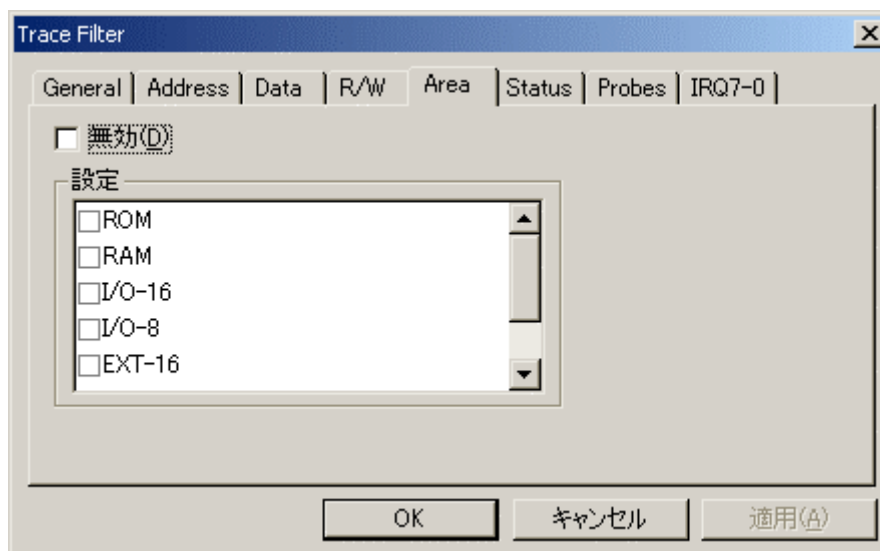 Trace Filter
General Address Data R/W Area Status Probes IRQ7-0
無効(D)
設定
ROM
RAM
I/O-16
I/O-8
EXT-16
OK キャンセル 適用(A)